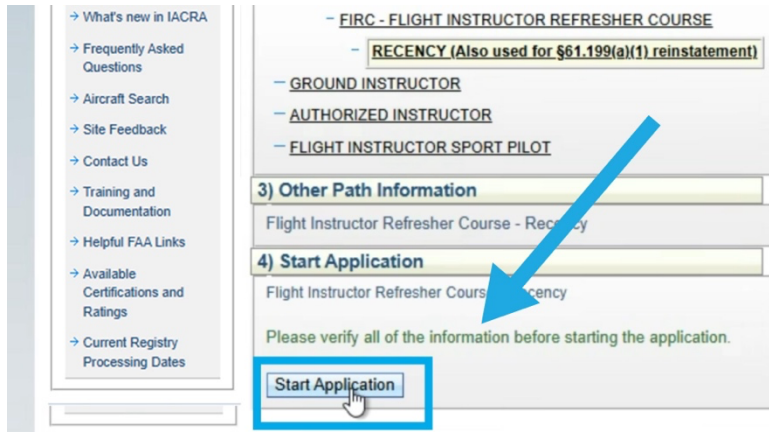 → What's new in IACRA
→ Frequently Asked
Questions
→ Aircraft Search
→ Site Feedback
→ Contact Us
→ Training and
Documentation
→ Helpful FAA Links
→ Available
Certifications and
Ratings
→ Current Registry
Processing Dates
– FIRC - FLIGHT INSTRUCTOR REFRESHER COURSE
– RECENCY (Also used for §61.199(a)(1) reinstatement)
– GROUND INSTRUCTOR
– AUTHORIZED INSTRUCTOR
– FLIGHT INSTRUCTOR SPORT PILOT
3) Other Path Information
Flight Instructor Refresher Course - Recency
4) Start Application
Flight Instructor Refresher Course Recency
Please verify all of the information before starting the application.
Start Application